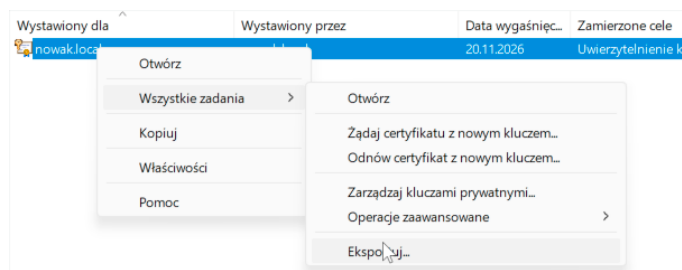 Wystawiony dla Wystawiony przez Data wygaśnięc... Zamierzone cele
nowak.local 20.11.2026 Uwierzytelnienie k
Otwórz
Wszystkie zadania
Kopiuj
Właściwości
Pomoc
Otwórz
Żądaj certyfikatu z nowym kluczem...
Odnów certyfikat z nowym kluczem...
Zarządzaj kluczami prywatnymi...
Operacje zaawansowane
Eksportuj...